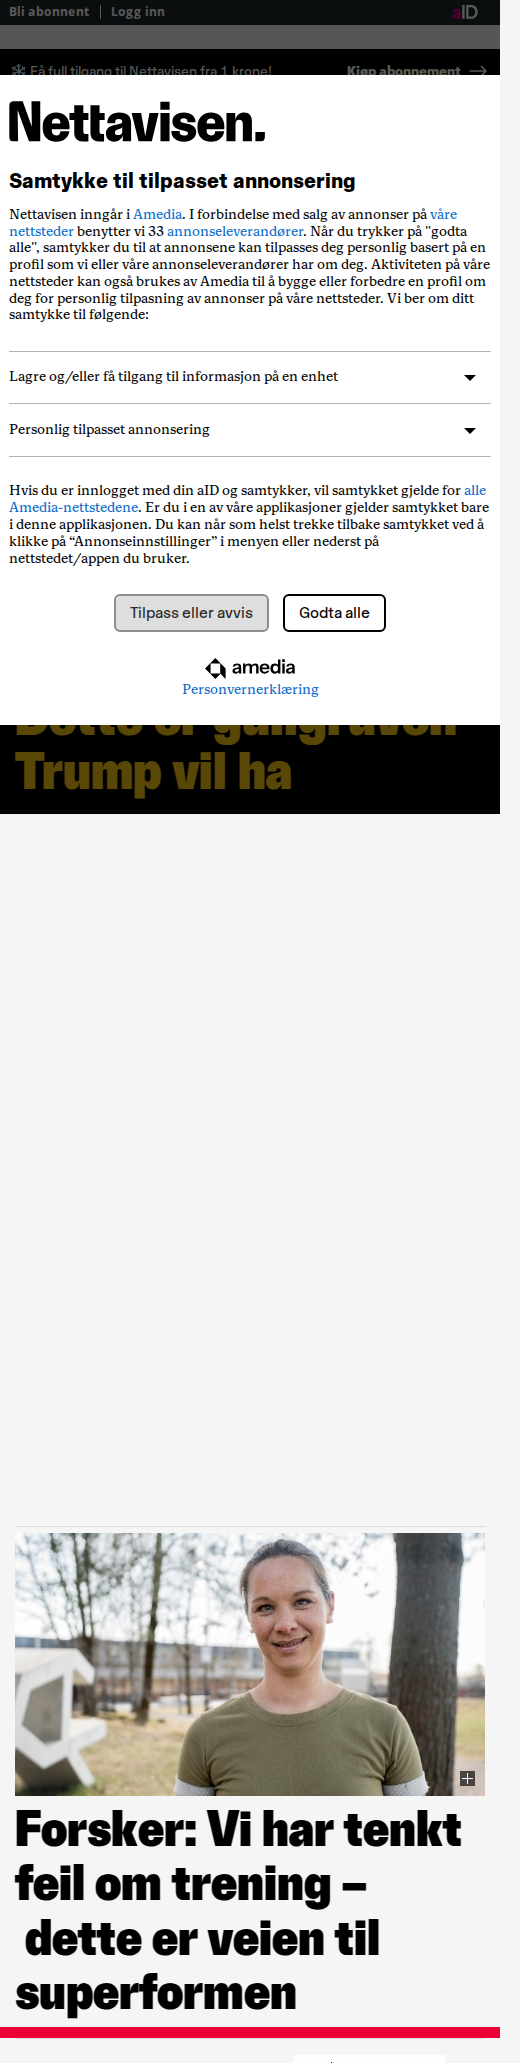 Bli abonnent
Logg inn
aID
Få full tilgang til Nettavisen fra 1 krone!
Kjøp abonnement
Nettavisen.
Samtykke til tilpasset annonsering
Nettavisen inngår i Amedia. I forbindelse med salg av annonser på våre
nettsteder benytter vi 33 annonseleverandører. Når du trykker på "godta
alle", samtykker du til at annonsene kan tilpasses deg personlig basert på en
profil som vi eller våre annonseleverandører har om deg. Aktiviteten på våre
nettsteder kan også brukes av Amedia til å bygge eller forbedre en profil om
deg for personlig tilpasning av annonser på våre nettsteder. Vi ber om ditt
samtykke til følgende:
Lagre og/eller få tilgang til informasjon på en enhet
Personlig tilpasset annonsering
Hvis du er innlogget med din aID og samtykker, vil samtykket gjelde for alle
Amedia-nettstedene. Er du i en av våre applikasjoner gjelder samtykket bare
i denne applikasjonen. Du kan når som helst trekke tilbake samtykket ved å
klikke på “Annonseinnstillinger” i menyen eller nederst på
nettstedet/appen du bruker.
Tilpass eller avvis
Godta alle
amedia
Personvernerklæring
Dette er gangraven
Trump vil ha
Forsker: Vi har tenkt
feil om trening –
dette er veien til
superformen